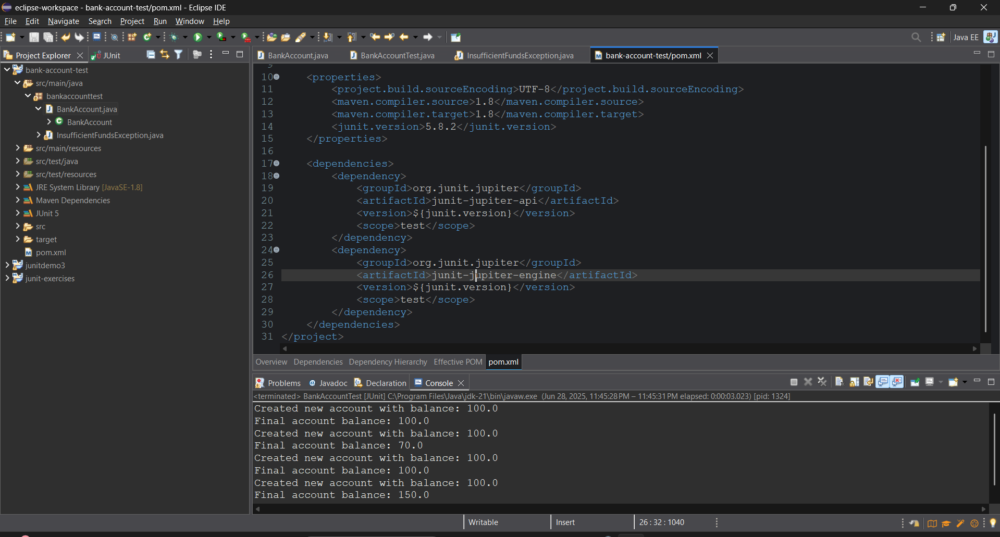 eclipse-workspace - bank-account-test/pom.xml - Eclipse IDE
File Edit Navigate Search Project Run Window Help
Java EE
Project Explorer
JUnit
bank-account-test
src/main/java
bankaccounttest
BankAccount.java
BankAccount
InsufficientFundsException.java
src/main/resources
src/test/java
src/test/resources
JRE System Library [JavaSE-1.8]
Maven Dependencies
JUnit 5
src
target
pom.xml
junitdemo3
junit-exercises
BankAccount.java BankAccountTest.java InsufficientFundsException.java bank-account-test/pom.xml
9
10 <properties>
11 <project.build.sourceEncoding>UTF-8</project.build.sourceEncoding>
12 <maven.compiler.source>1.8</maven.compiler.source>
13 <maven.compiler.target>1.8</maven.compiler.target>
14 <junit.version>5.8.2</junit.version>
15 </properties>
16
17 <dependencies>
18 <dependency>
19 <groupId>org.junit.jupiter</groupId>
20 <artifactId>junit-jupiter-api</artifactId>
21 <version>${junit.version}</version>
22 <scope>test</scope>
23 </dependency>
24 <dependency>
25 <groupId>org.junit.jupiter</groupId>
26 <artifactId>junit-jupiter-engine</artifactId>
27 <version>${junit.version}</version>
28 <scope>test</scope>
29 </dependency>
30 </dependencies>
31 </project>
Overview Dependencies Dependency Hierarchy Effective POM pom.xml
Problems Javadoc Declaration Console
<terminated> BankAccountTest [JUnit] C:\Program Files\Java\jdk-21\bin\javaw.exe (Jun 28, 2025, 11:45:28 PM – 11:45:31 PM elapsed: 0:00:03.023) [pid: 1324]
Created new account with balance: 100.0
Final account balance: 100.0
Created new account with balance: 100.0
Final account balance: 70.0
Created new account with balance: 100.0
Final account balance: 100.0
Created new account with balance: 100.0
Final account balance: 150.0
Writable Insert 26 : 32 : 1040